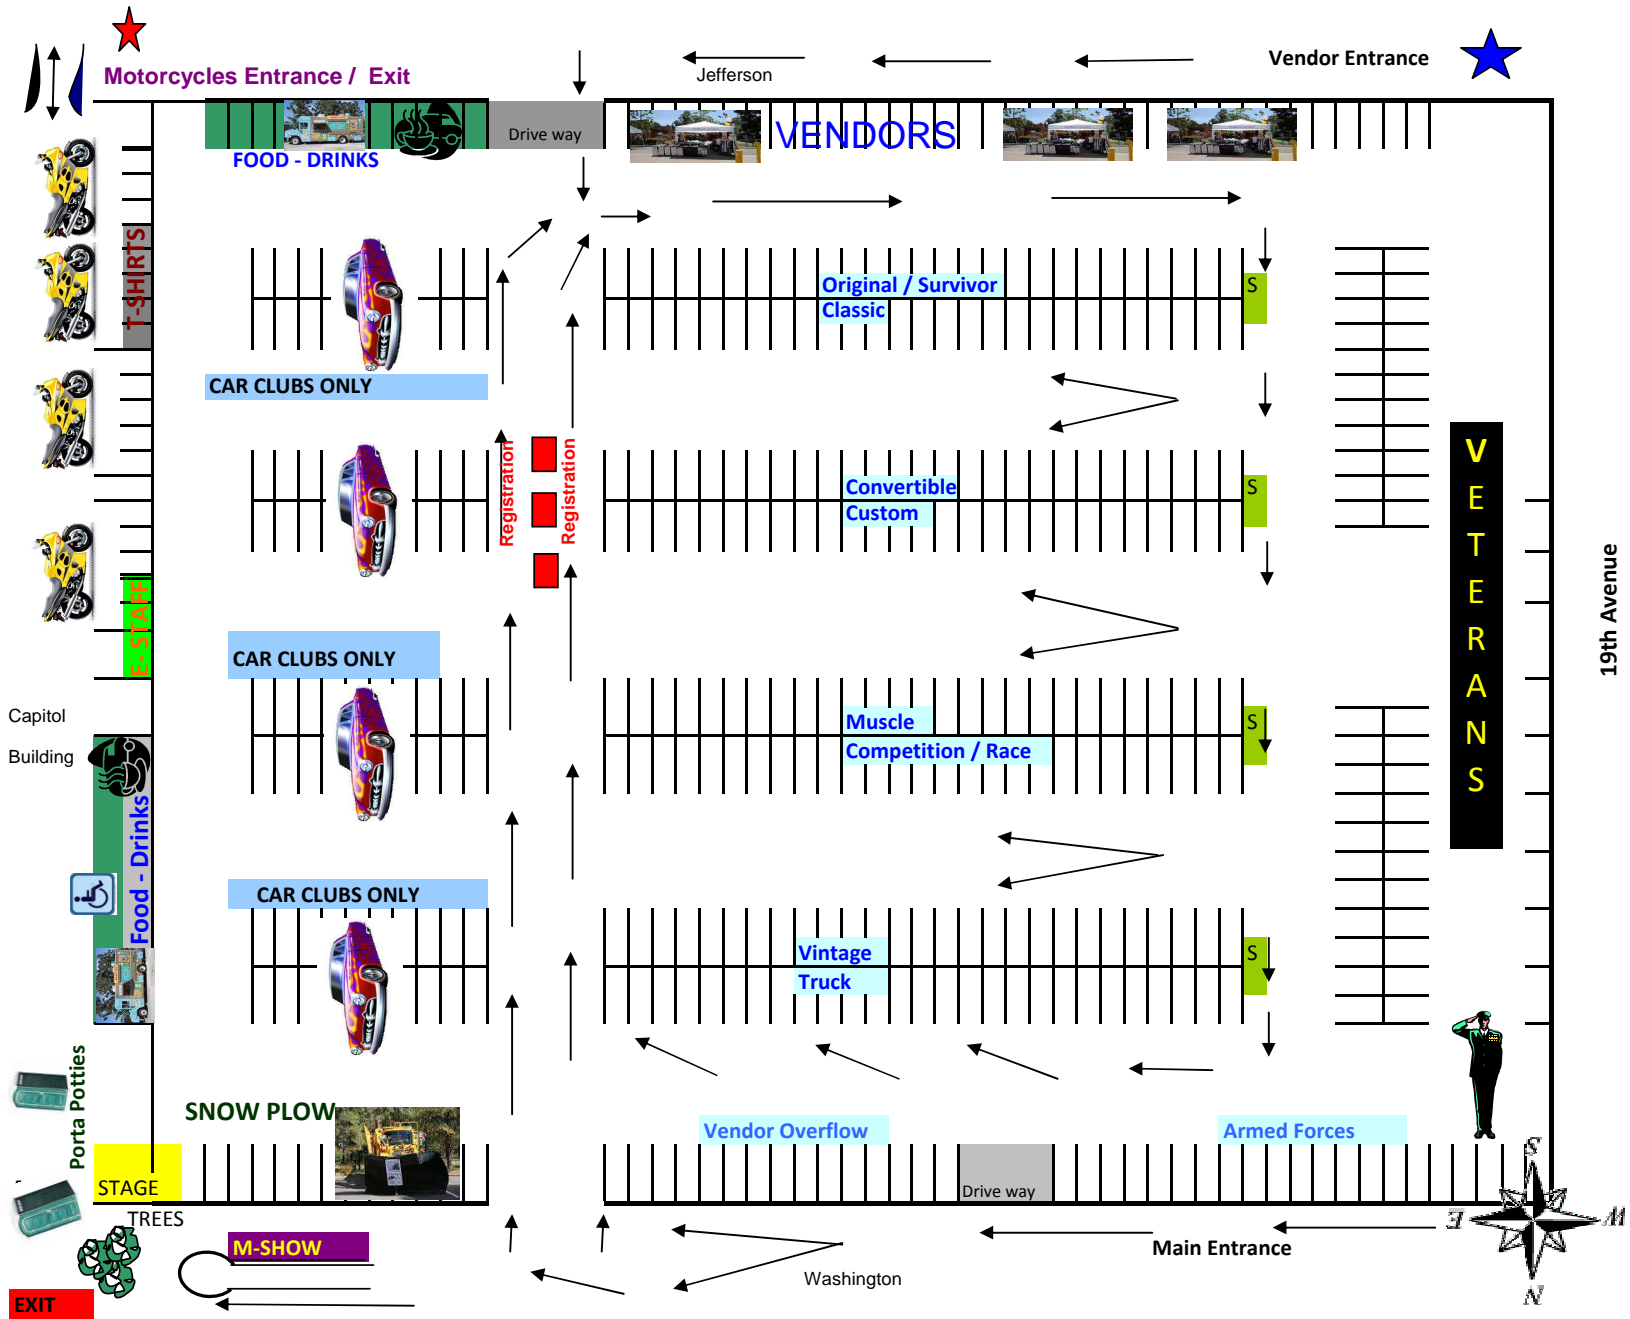 Vendor Entrance
Motorcycles Entrance / Exit
Jefferson
Drive way
VENDORS
FOOD - DRINKS
T-SHIRTS
Original / Survivor
Classic
S
CAR CLUBS ONLY
Registration
Registration
Convertible
Custom
S
VETERANS
19th Avenue
E- STAFF
CAR CLUBS ONLY
Capitol
Building
Muscle
Competition / Race
S
Food - Drinks
CAR CLUBS ONLY
Vintage
Truck
S
Porta Potties
SNOW PLOW
Vendor Overflow
Armed Forces
STAGE
Drive way
TREES
M-SHOW
Main Entrance
Washington
EXIT
S
E
W
N